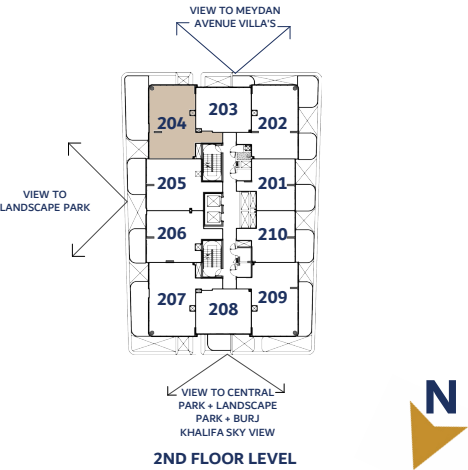 VIEW TO MEYDAN
AVENUE VILLA'S
203
204
202
205
201
VIEW TO
LANDSCAPE PARK
206
210
207
209
208
VIEW TO CENTRAL
PARK + LANDSCAPE
PARK + BURJ
KHALIFA SKY VIEW
2ND FLOOR LEVEL
N